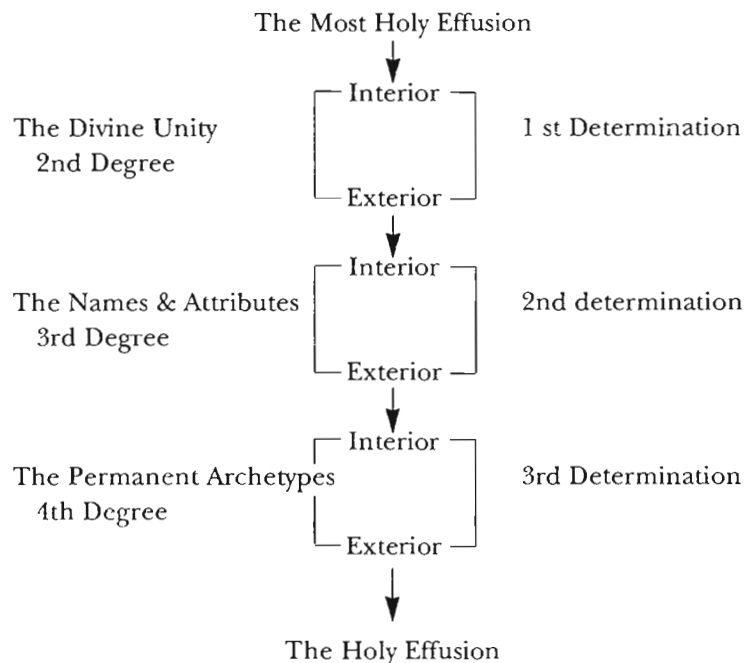 The Most Holy Effusion
Interior
The Divine Unity
2nd Degree
1 st Determination
Exterior
Interior
The Names & Attributes
3rd Degree
2nd determination
Exterior
Interior
The Permanent Archetypes
4th Degree
3rd Determination
Exterior
The Holy Effusion